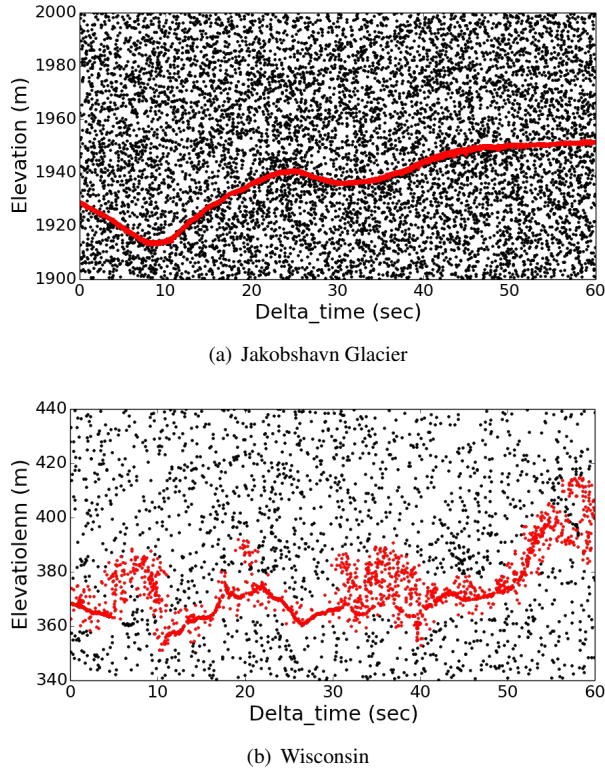 2000
1980
1960
1940
1920
1900
Elevation (m)
0 10 20 30 40 50 60
Delta_time (sec)
(a) Jakobshavn Glacier
440
420
400
380
360
340
Elevatiolenn (m)
0 10 20 30 40 50 60
Delta_time (sec)
(b) Wisconsin